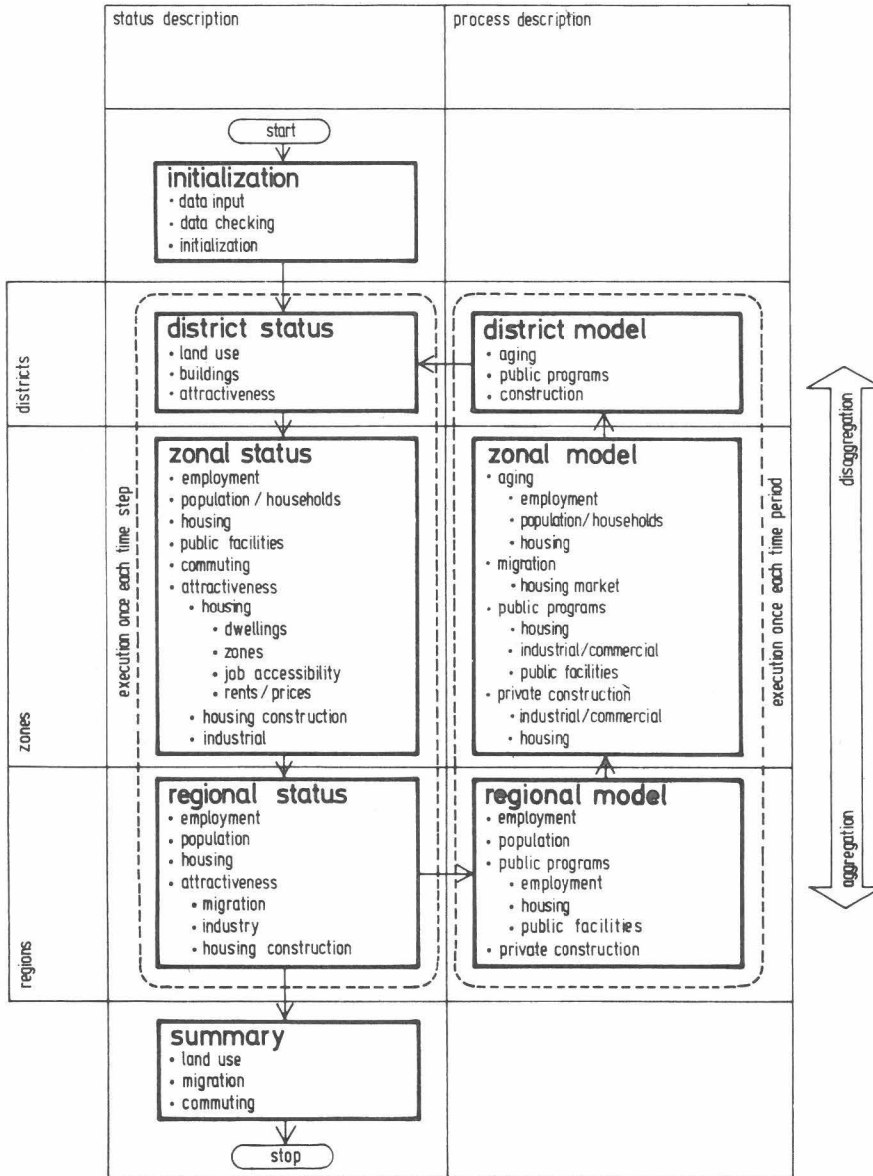 status description
process description
start
initialization
• data input
• data checking
• initialization
districts
district status
• land use
• buildings
• attractiveness
district model
• aging
• public programs
• construction
zones
execution once each time step
zonal status
• employment
• population / households
• housing
• public facilities
• commuting
• attractiveness
• housing
• dwellings
• zones
• job accessibility
• rents / prices
• housing construction
• industrial
zonal model
• aging
• employment
• population/households
• housing
• migration
• housing market
• public programs
• housing
• industrial/commercial
• public facilities
• private construction
• industrial/commercial
• housing
execution once each time period
disaggregation
aggregation
regions
regional status
• employment
• population
• housing
• attractiveness
• migration
• industry
• housing construction
regional model
• employment
• population
• public programs
• employment
• housing
• public facilities
• private construction
summary
• land use
• migration
• commuting
stop